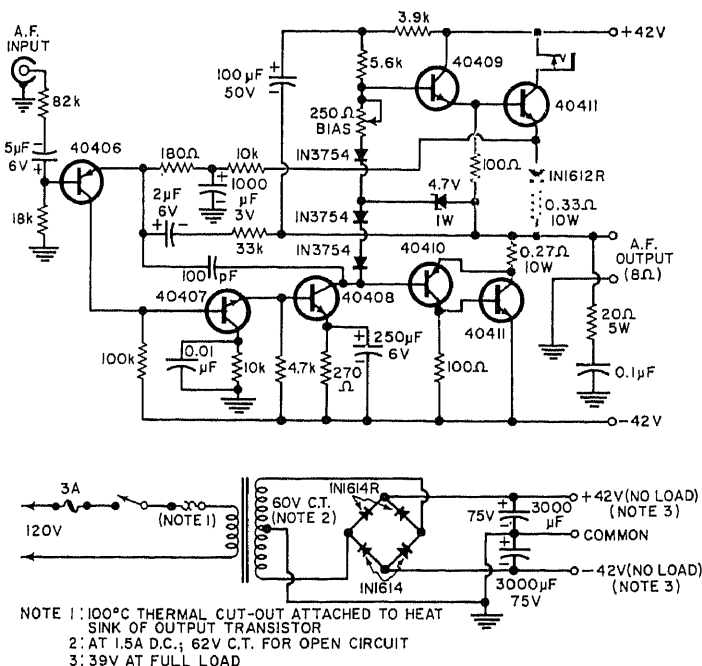 A.F.
INPUT
82k
5μF
6V
40406
18k
180Ω
10k
1000
μF
3V
2μF
6V
33k
100pF
100μF
50V
3.9k
5.6k
250Ω
BIAS
IN3754
IN3754
IN3754
4.7V
1W
40409
40411
100Ω
IN1612R
0.33Ω
10W
+42V
40410
0.27Ω
10W
A.F.
OUTPUT
(8Ω)
40407
40408
40411
100k
0.01
μF
10k
4.7k
270
Ω
250μF
6V
100Ω
20Ω
5W
0.1μF
-42V
3A
120V
(NOTE 1)
60V C.T.
(NOTE 2)
IN1614R
IN1614
75V
3000
μF
3000μF
75V
+42V(NO LOAD)
(NOTE 3)
COMMON
-42V(NO LOAD)
(NOTE 3)
NOTE 1: 100°C THERMAL CUT-OUT ATTACHED TO HEAT
SINK OF OUTPUT TRANSISTOR
2: AT 1.5A D.C.; 62V C.T. FOR OPEN CIRCUIT
3: 39V AT FULL LOAD